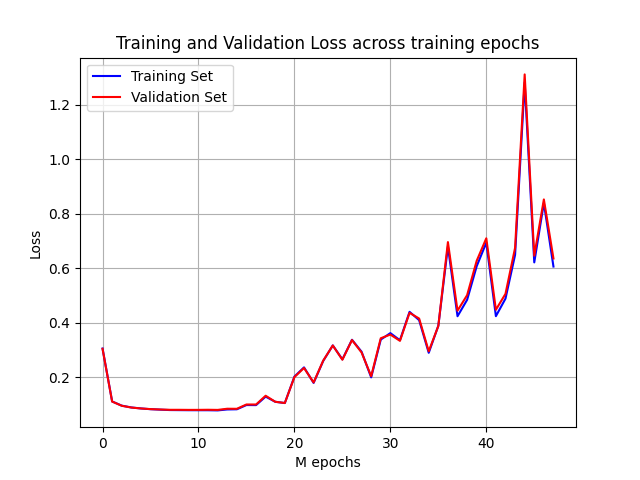 Training and Validation Loss across training epochs
Training Set
Validation Set
1.2
1.0
0.8
0.6
0.4
0.2
Loss
0 10 20 30 40
M epochs